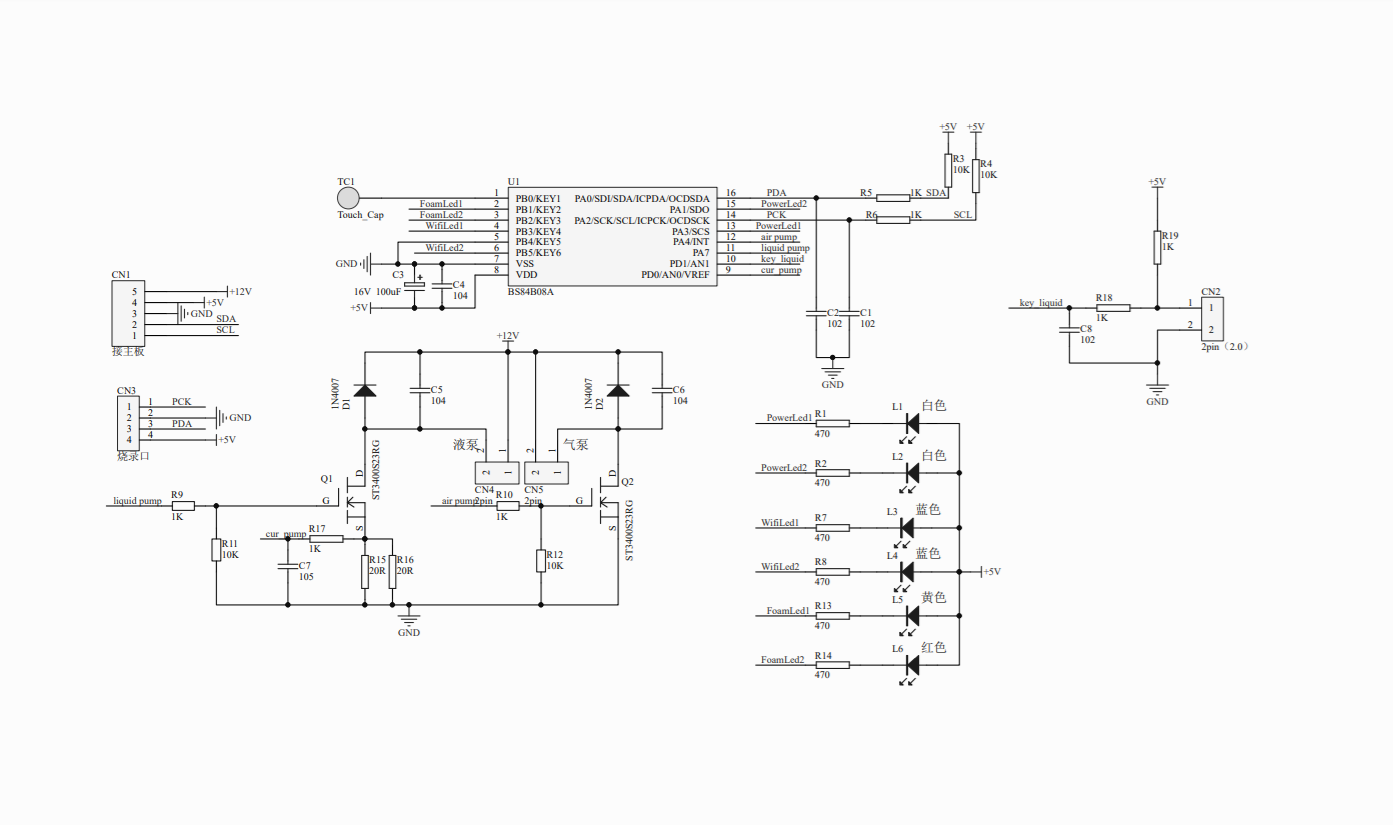 TC1
Touch_Cap
U1
BS84B08A
1 PB0/KEY1
FoamLed1 2 PB1/KEY2
FoamLed2 3 PB2/KEY3
WifiLed1 4 PB3/KEY4
5 PB4/KEY5
WifiLed2 6 PB5/KEY6
7 VSS
8 VDD
PA0/SDI/SDA/ICPDA/OCDSDA 16 PDA
PA1/SDO 15 PowerLed2
PA2/SCK/SCL/ICPCK/OCDSCK 14 PCK
PA3/SCS 13 PowerLed1
PA4/INT 12 air pump
PA7 11 liquid pump
PD1/AN1 10 key_liquid
PD0/AN0/VREF 9 cur_pump
GND
C3
+
16V 100uF
C4
104
+5V
R5 1K SDA
R6 1K SCL
+5V +5V
R3
10K
R4
10K
C2
102
C1
102
GND
CN1
5 +12V
4 +5V
3 GND
2 SDA
1 SCL
接主板
CN3
1 1 PCK
2 2 GND
3 3 PDA
4 4 +5V
烧录口
+12V
1N4007
D1
C5
104
1N4007
D2
C6
104
液泵
2 1
2 1
CN4
2pin
气泵
2 1
2 1
CN5
2pin
Q1
D
G
S
ST3400S23RG
Q2
D
G
S
ST3400S23RG
liquid pump
R9
1K
R11
10K
cur_pump
R17
1K
C7
105
R15
20R
R16
20R
GND
air pump
R10
1K
R12
10K
+5V
R19
1K
key_liquid
R18
1K
C8
102
CN2
1 1
2 2
2pin（2.0）
GND
PowerLed1 R1 470 L1 白色
PowerLed2 R2 470 L2 白色
WifiLed1 R7 470 L3 蓝色
WifiLed2 R8 470 L4 蓝色
+5V
FoamLed1 R13 470 L5 黄色
FoamLed2 R14 470 L6 红色